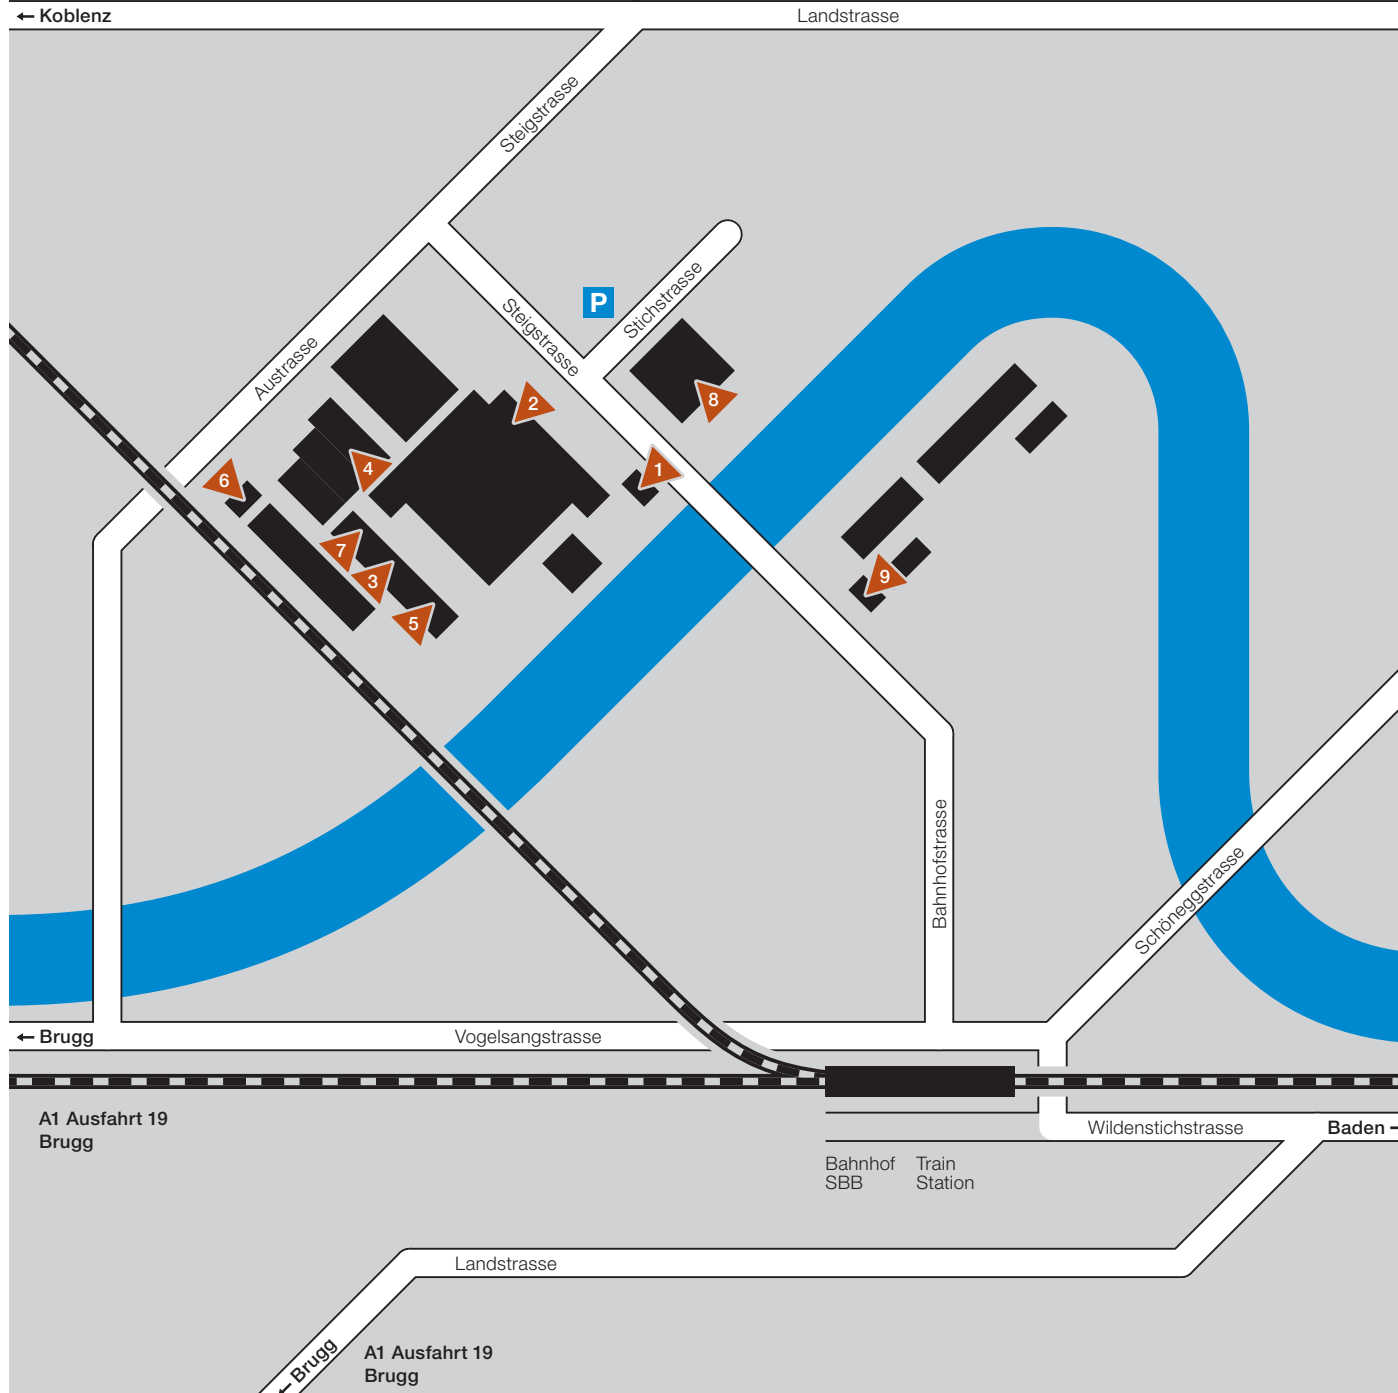 ← Koblenz
Landstrasse
Steigstrasse
P
Stichstrasse
Steigstrasse
Austrasse
2
8
4
1
6
7
3
9
5
Bahnhofstrasse
Schöneggstrasse
← Brugg
Vogelsangstrasse
A1 Ausfahrt 19
Brugg
Wildenstichstrasse
Baden
Bahnhof
SBB
Train
Station
Landstrasse
← Brugg
A1 Ausfahrt 19
Brugg